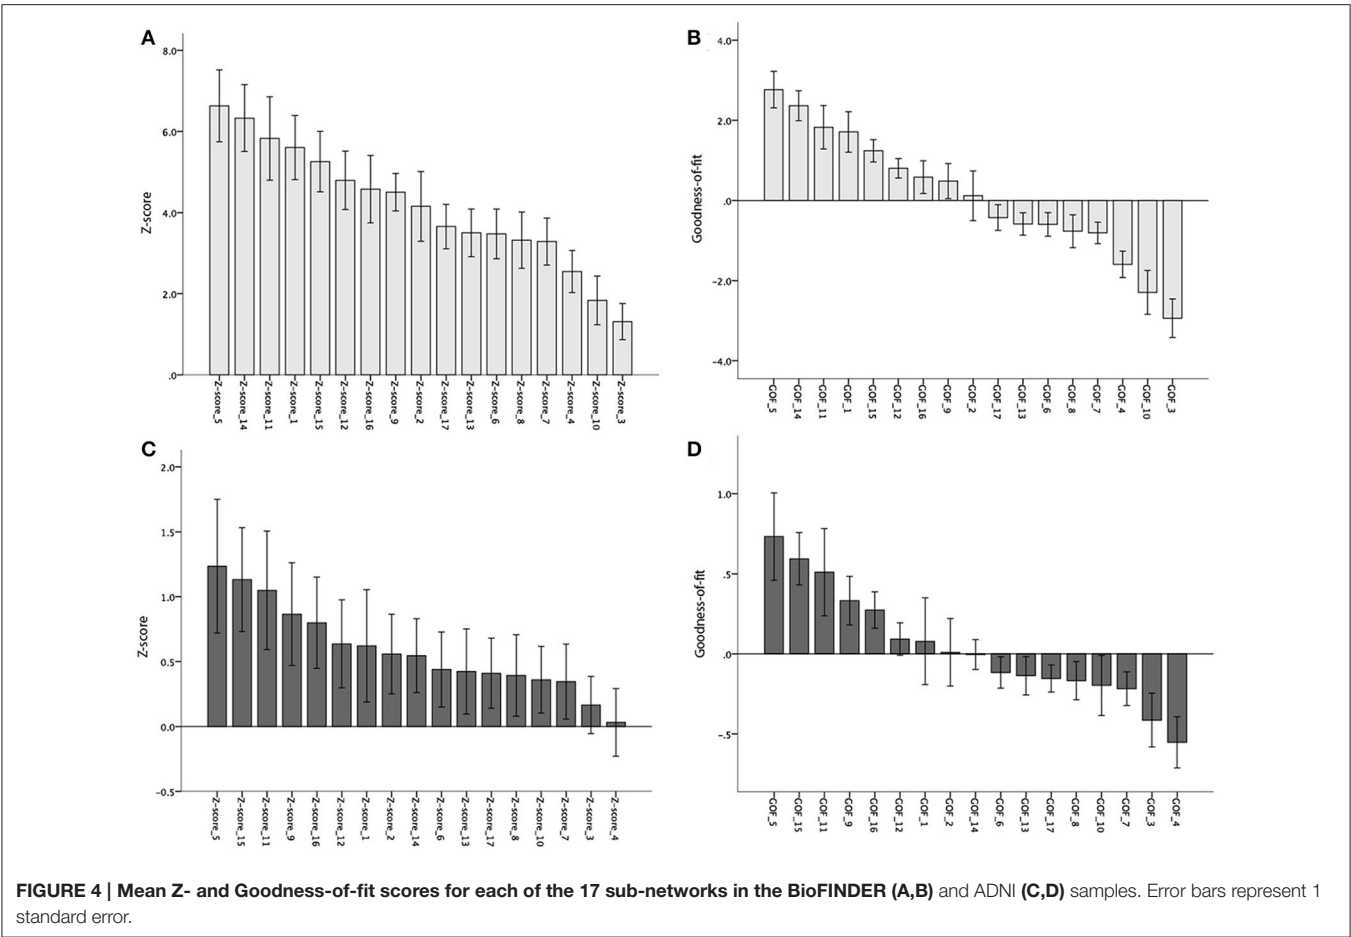 A
8.0
6.0
4.0
2.0
.0
Z-score
Z-score_5
Z-score_14
Z-score_11
Z-score_1
Z-score_15
Z-score_12
Z-score_16
Z-score_9
Z-score_2
Z-score_17
Z-score_13
Z-score_6
Z-score_8
Z-score_7
Z-score_4
Z-score_10
Z-score_3
B
4.0
2.0
.0
-2.0
-4.0
Goodness-of-fit
GOF_5
GOF_14
GOF_11
GOF_1
GOF_15
GOF_12
GOF_16
GOF_9
GOF_2
GOF_17
GOF_13
GOF_6
GOF_8
GOF_7
GOF_4
GOF_10
GOF_3
C
2.0
1.5
1.0
0.5
0.0
-0.5
Z-score
Z-score_5
Z-score_15
Z-score_11
Z-score_9
Z-score_16
Z-score_12
Z-score_1
Z-score_2
Z-score_14
Z-score_6
Z-score_13
Z-score_17
Z-score_8
Z-score_10
Z-score_7
Z-score_3
Z-score_4
D
1.0
.5
.0
-.5
Goodness-of-fit
GOF_5
GOF_15
GOF_11
GOF_9
GOF_16
GOF_12
GOF_1
GOF_2
GOF_14
GOF_6
GOF_13
GOF_17
GOF_8
GOF_10
GOF_7
GOF_3
GOF_4
FIGURE 4 | Mean Z- and Goodness-of-fit scores for each of the 17 sub-networks in the BioFINDER (A,B) and ADNI (C,D) samples. Error bars represent 1
standard error.